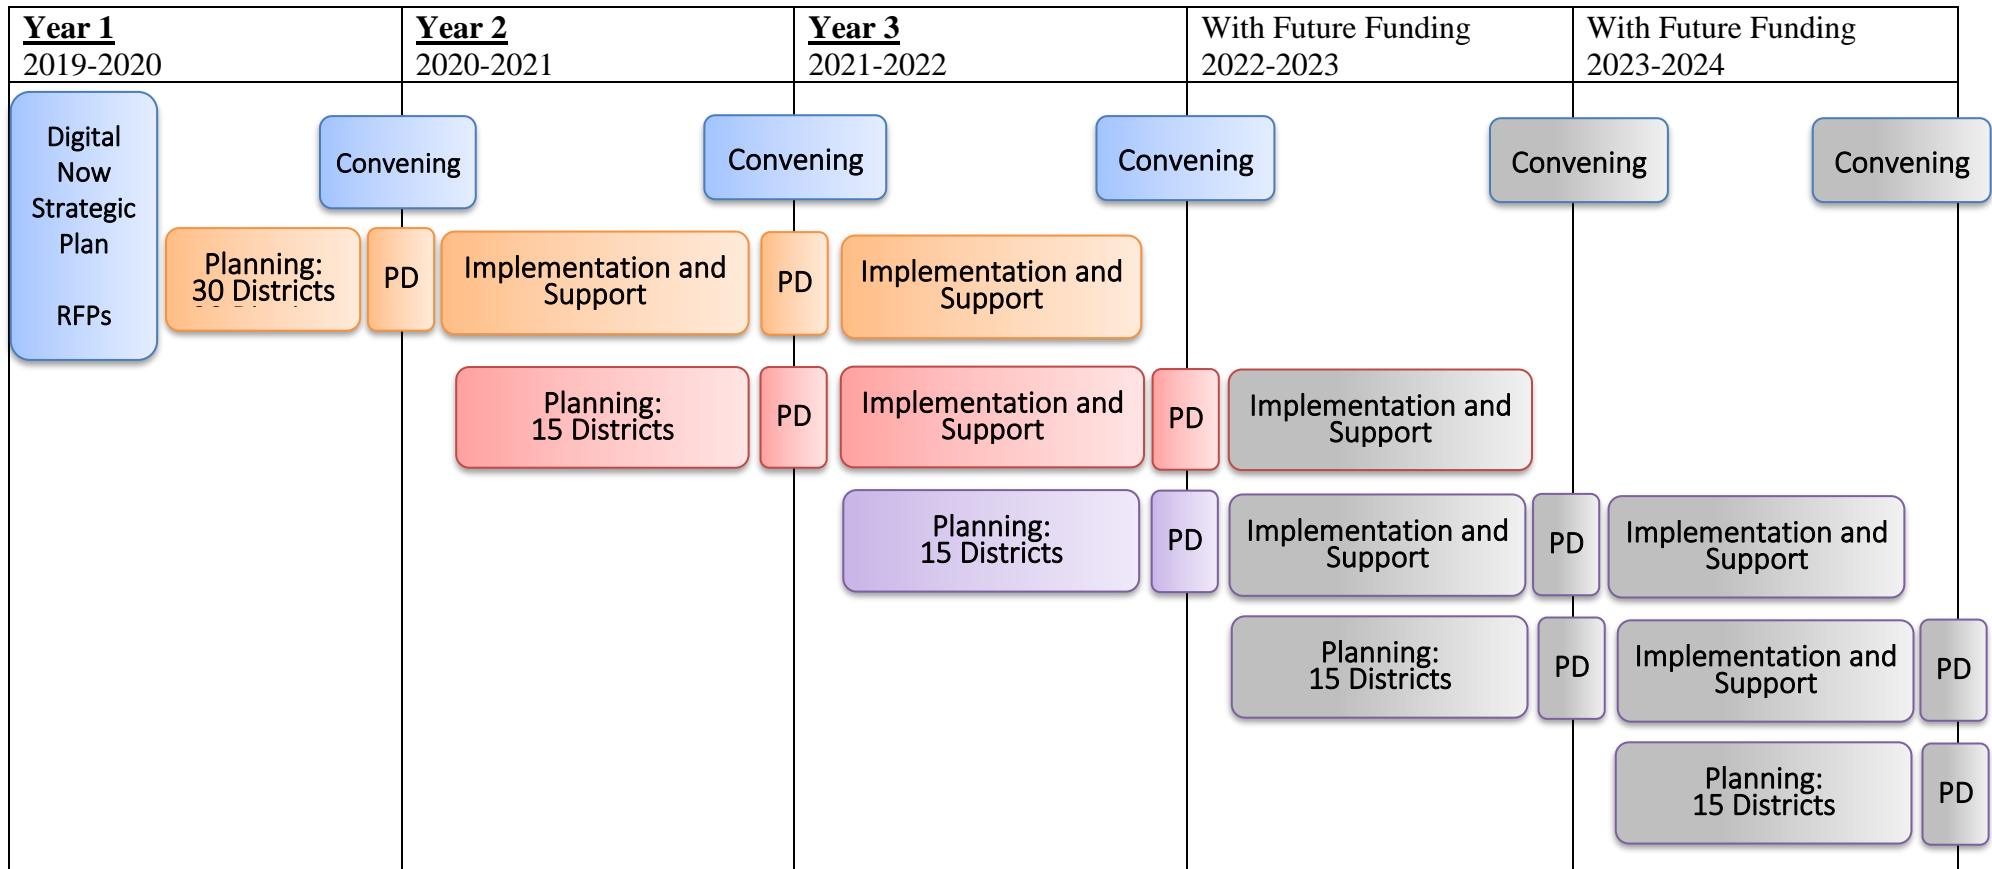 Year 1
2019-2020
Year 2
2020-2021
Year 3
2021-2022
With Future Funding
2022-2023
With Future Funding
2023-2024
Digital
Now
Strategic
Plan
RFPs
Convening
Convening
Convening
Convening
Convening
Planning:
30 Districts
PD
Implementation and
Support
PD
Implementation and
Support
Planning:
15 Districts
PD
Implementation and
Support
PD
Implementation and
Support
Planning:
15 Districts
PD
Implementation and
Support
PD
Implementation and
Support
Planning:
15 Districts
PD
Implementation and
Support
PD
Planning:
15 Districts
PD